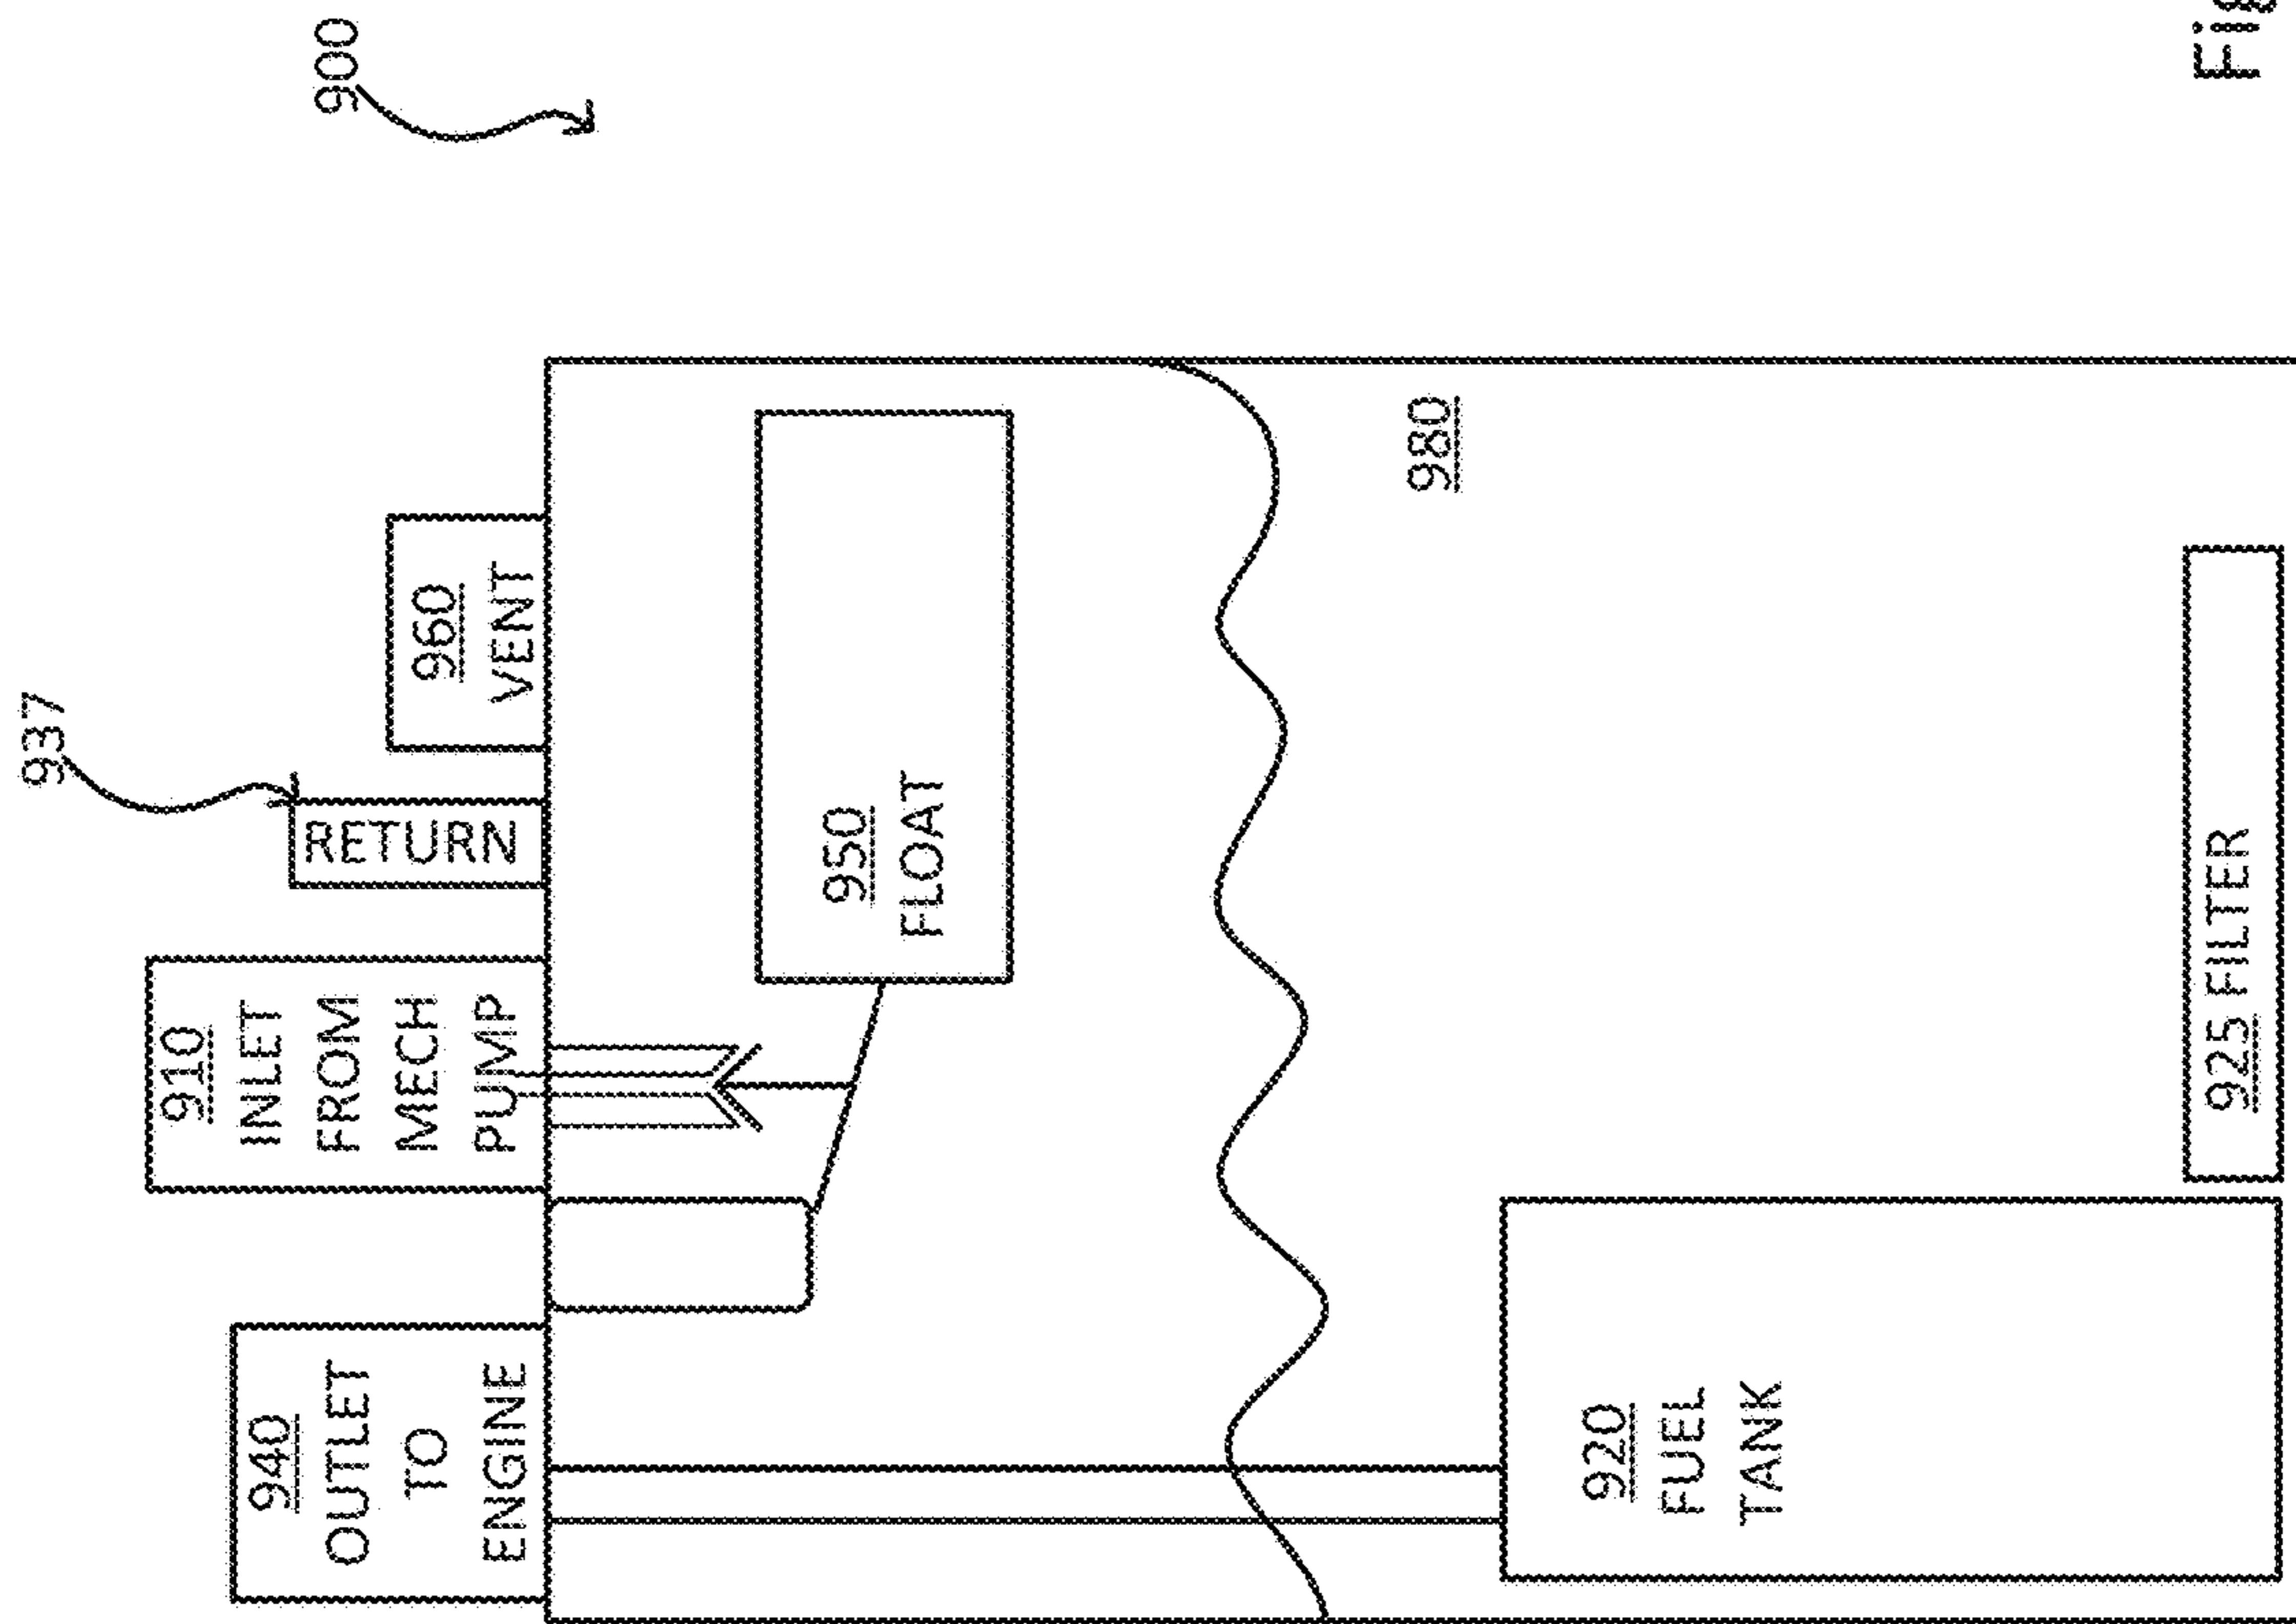 937
900
940
OUTLET
TO
ENGINE
910
INLET
FROM
MECH
PUMP
RETURN
960
VENT
950
FLOAT
980
920
FUEL
TANK
925 FILTER
Fig